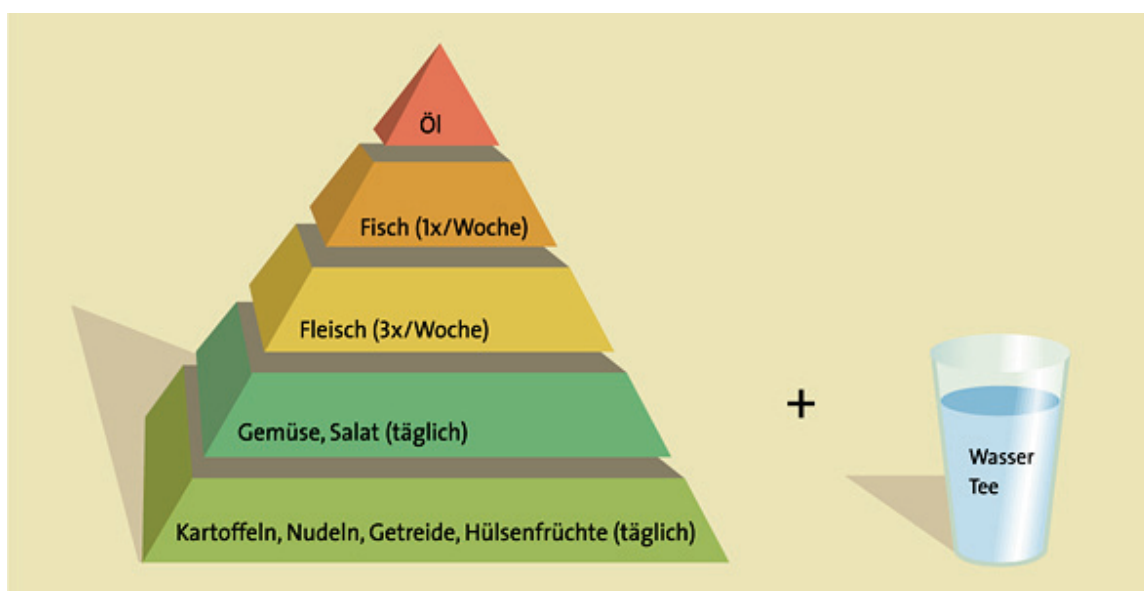 Öl
Fisch (1x/Woche)
Fleisch (3x/Woche)
Gemüse, Salat (täglich)
Kartoffeln, Nudeln, Getreide, Hülsenfrüchte (täglich)
+
Wasser
Tee